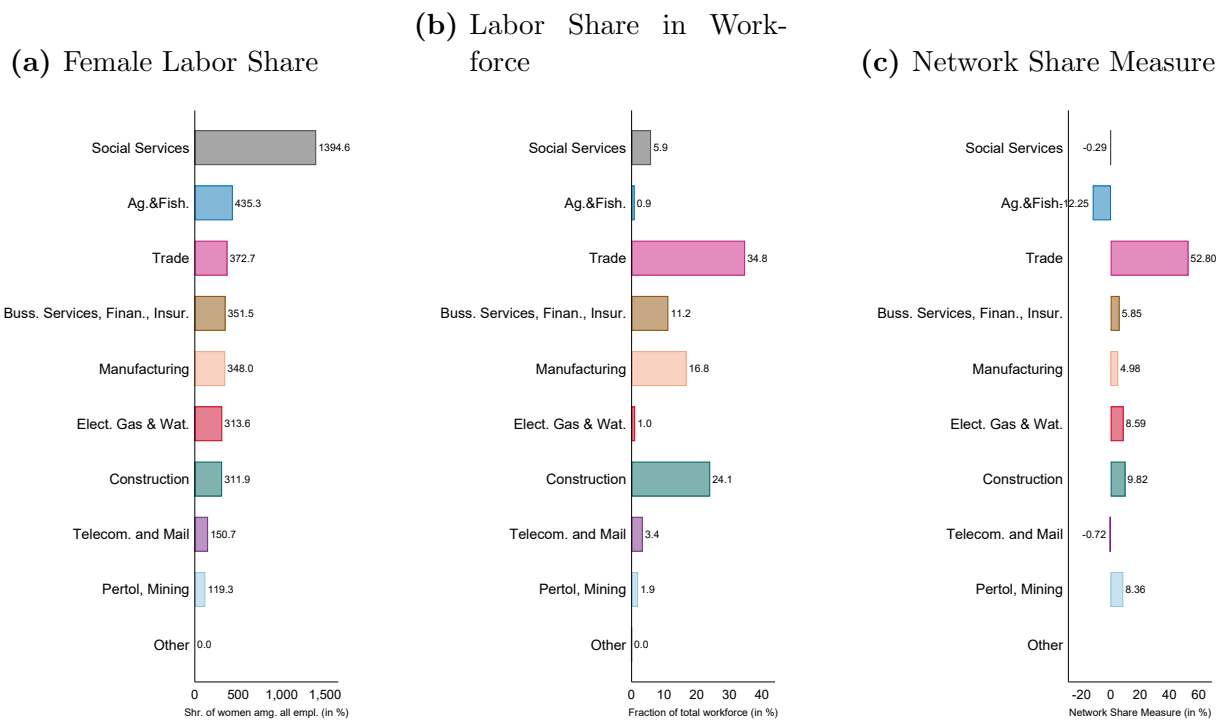 (a) Female Labor Share
Social Services
1394.6
Ag.&Fish.
435.3
Trade
372.7
Buss. Services, Finan., Insur.
351.5
Manufacturing
348.0
Elect. Gas & Wat.
313.6
Construction
311.9
Telecom. and Mail
150.7
Pertol, Mining
119.3
Other
0.0
0 500 1,000 1,500
Shr. of women amg. all empl. (in %)
(b) Labor Share in Work-
force
Social Services
5.9
Ag.&Fish.
0.9
Trade
34.8
Buss. Services, Finan., Insur.
11.2
Manufacturing
16.8
Elect. Gas & Wat.
1.0
Construction
24.1
Telecom. and Mail
3.4
Pertol, Mining
1.9
Other
0.0
0 10 20 30 40
Fraction of total workforce (in %)
(c) Network Share Measure
Social Services
-0.29
Ag.&Fish.
-12.25
Trade
52.80
Buss. Services, Finan., Insur.
5.85
Manufacturing
4.98
Elect. Gas & Wat.
8.59
Construction
9.82
Telecom. and Mail
-0.72
Pertol, Mining
8.36
Other
-20 0 20 40 60
Network Share Measure (in %)